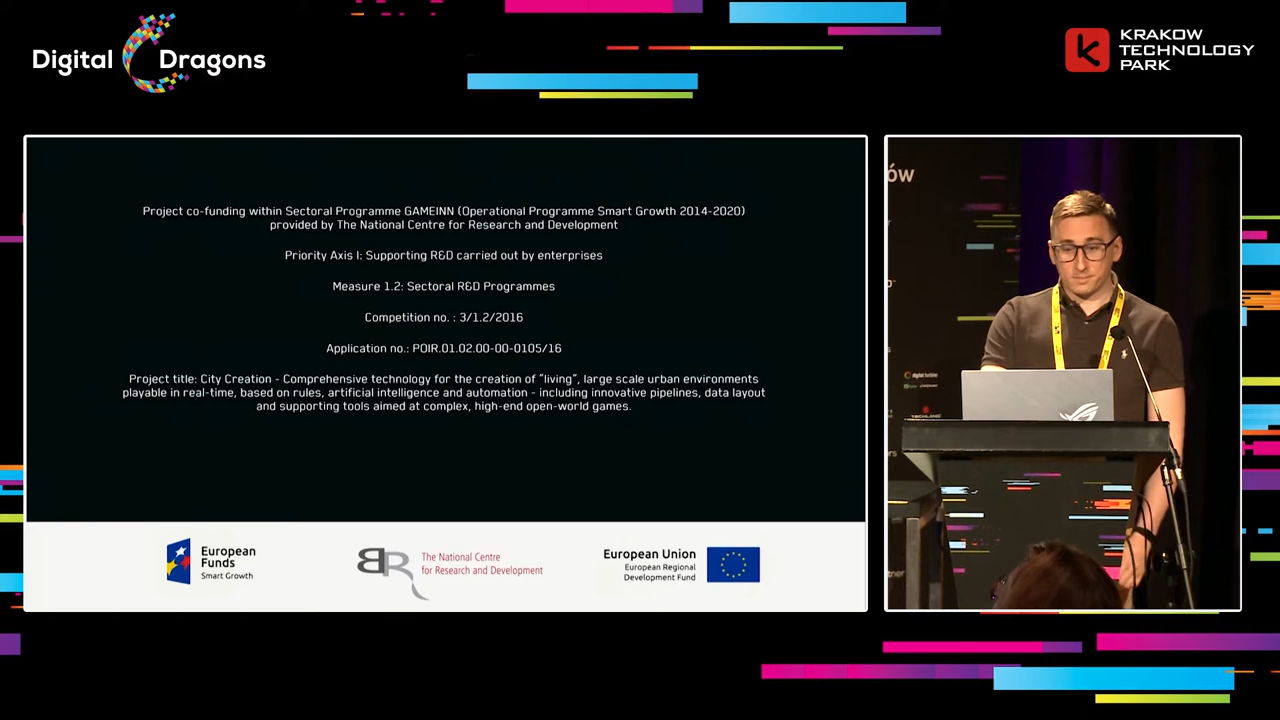 Digital Dragons
KRAKOW
TECHNOLOGY
PARK
Project co-funding within Sectoral Programme GAMEINN (Operational Programme Smart Growth 2014-2020)
provided by The National Centre for Research and Development
Priority Axis I: Supporting R&D carried out by enterprises
Measure 1.2: Sectoral R&D Programmes
Competition no. : 3/1.2/2016
Application no.: POIR.01.02.00-00-0105/16
Project title: City Creation - Comprehensive technology for the creation of "living", large scale urban environments
playable in real-time, based on rules, artificial intelligence and automation - including innovative pipelines, data layout
and supporting tools aimed at complex, high-end open-world games.
European
Funds
Smart Growth
BR
The National Centre
for Research and Development
European Union
European Regional
Development Fund
ów
digital turbine
TECHLAND